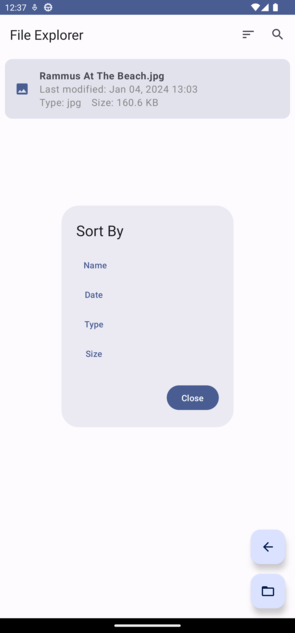 12:37
File Explorer
Rammus At The Beach.jpg
Last modified: Jan 04, 2024 13:03
Type: jpg Size: 160.6 KB
Sort By
Name
Date
Type
Size
Close